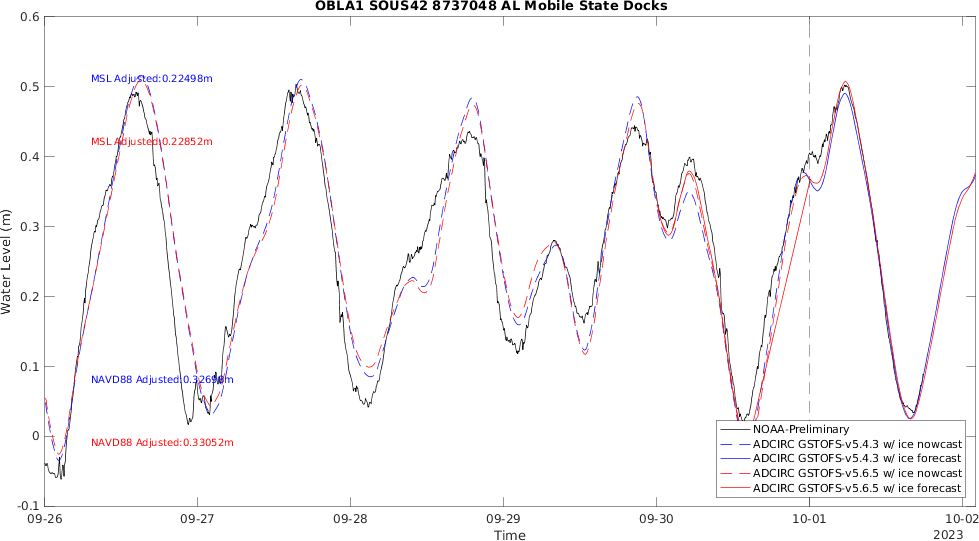 OBLA1 SOUS42 8737048 AL Mobile State Docks
Water Level (m)
0.6
0.5
0.4
0.3
0.2
0.1
0
-0.1
MSL Adjusted:0.22498m
MSL Adjusted:0.22852m
NAVD88 Adjusted:0.32698m
NAVD88 Adjusted:0.33052m
NOAA-Preliminary
ADCIRC GSTOFS-v5.4.3 w/ ice nowcast
ADCIRC GSTOFS-v5.4.3 w/ ice forecast
ADCIRC GSTOFS-v5.6.5 w/ ice nowcast
ADCIRC GSTOFS-v5.6.5 w/ ice forecast
09-26 09-27 09-28 09-29 09-30 10-01 10-02
Time
2023